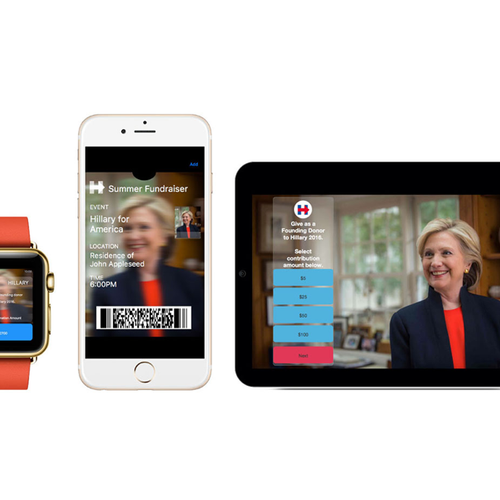 HILLARY
Add
H Summer Fundraiser
EVENT
Hillary for
America
LOCATION
Residence of
John Appleseed
TIME
6:00PM
H
Give as a
Founding Donor
to Hillary 2016.
Select
contribution
amount below.
$5
$25
$50
$100
Next